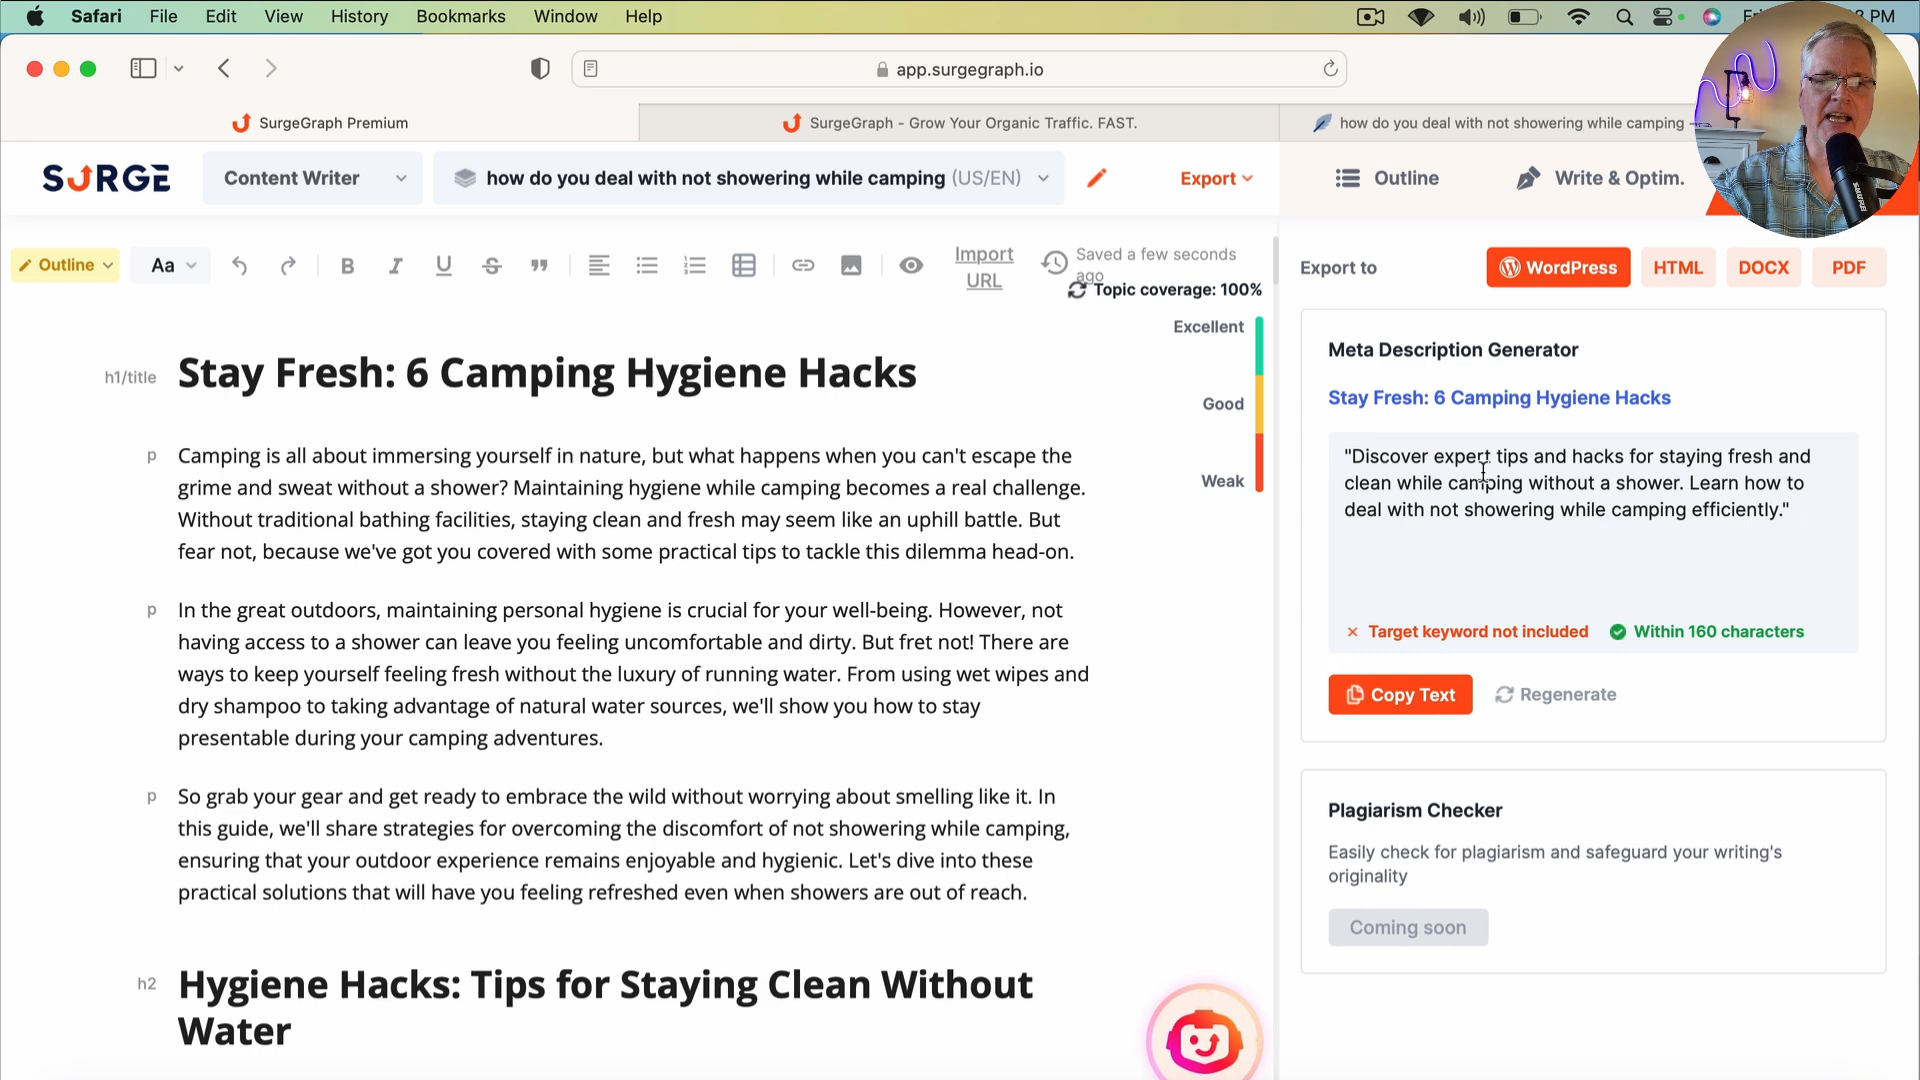 Safari File Edit View History Bookmarks Window Help
PM
app.surgegraph.io
SurgeGraph Premium
SurgeGraph - Grow Your Organic Traffic. FAST.
how do you deal with not showering while camping
SURGE
Content Writer
how do you deal with not showering while camping (US/EN)
Export
Outline
Write & Optim.
Outline
Aa
B I U S
Import
URL
Saved a few seconds
ago
Topic coverage: 100%
Excellent
Good
Weak
h1/title
Stay Fresh: 6 Camping Hygiene Hacks
p
Camping is all about immersing yourself in nature, but what happens when you can't escape the
grime and sweat without a shower? Maintaining hygiene while camping becomes a real challenge.
Without traditional bathing facilities, staying clean and fresh may seem like an uphill battle. But
fear not, because we've got you covered with some practical tips to tackle this dilemma head-on.
p
In the great outdoors, maintaining personal hygiene is crucial for your well-being. However, not
having access to a shower can leave you feeling uncomfortable and dirty. But fret not! There are
ways to keep yourself feeling fresh without the luxury of running water. From using wet wipes and
dry shampoo to taking advantage of natural water sources, we'll show you how to stay
presentable during your camping adventures.
p
So grab your gear and get ready to embrace the wild without worrying about smelling like it. In
this guide, we'll share strategies for overcoming the discomfort of not showering while camping,
ensuring that your outdoor experience remains enjoyable and hygienic. Let's dive into these
practical solutions that will have you feeling refreshed even when showers are out of reach.
h2
Hygiene Hacks: Tips for Staying Clean Without
Water
Export to
WordPress
HTML
DOCX
PDF
Meta Description Generator
Stay Fresh: 6 Camping Hygiene Hacks
"Discover expert tips and hacks for staying fresh and
clean while camping without a shower. Learn how to
deal with not showering while camping efficiently."
Target keyword not included
Within 160 characters
Copy Text
Regenerate
Plagiarism Checker
Easily check for plagiarism and safeguard your writing's
originality
Coming soon